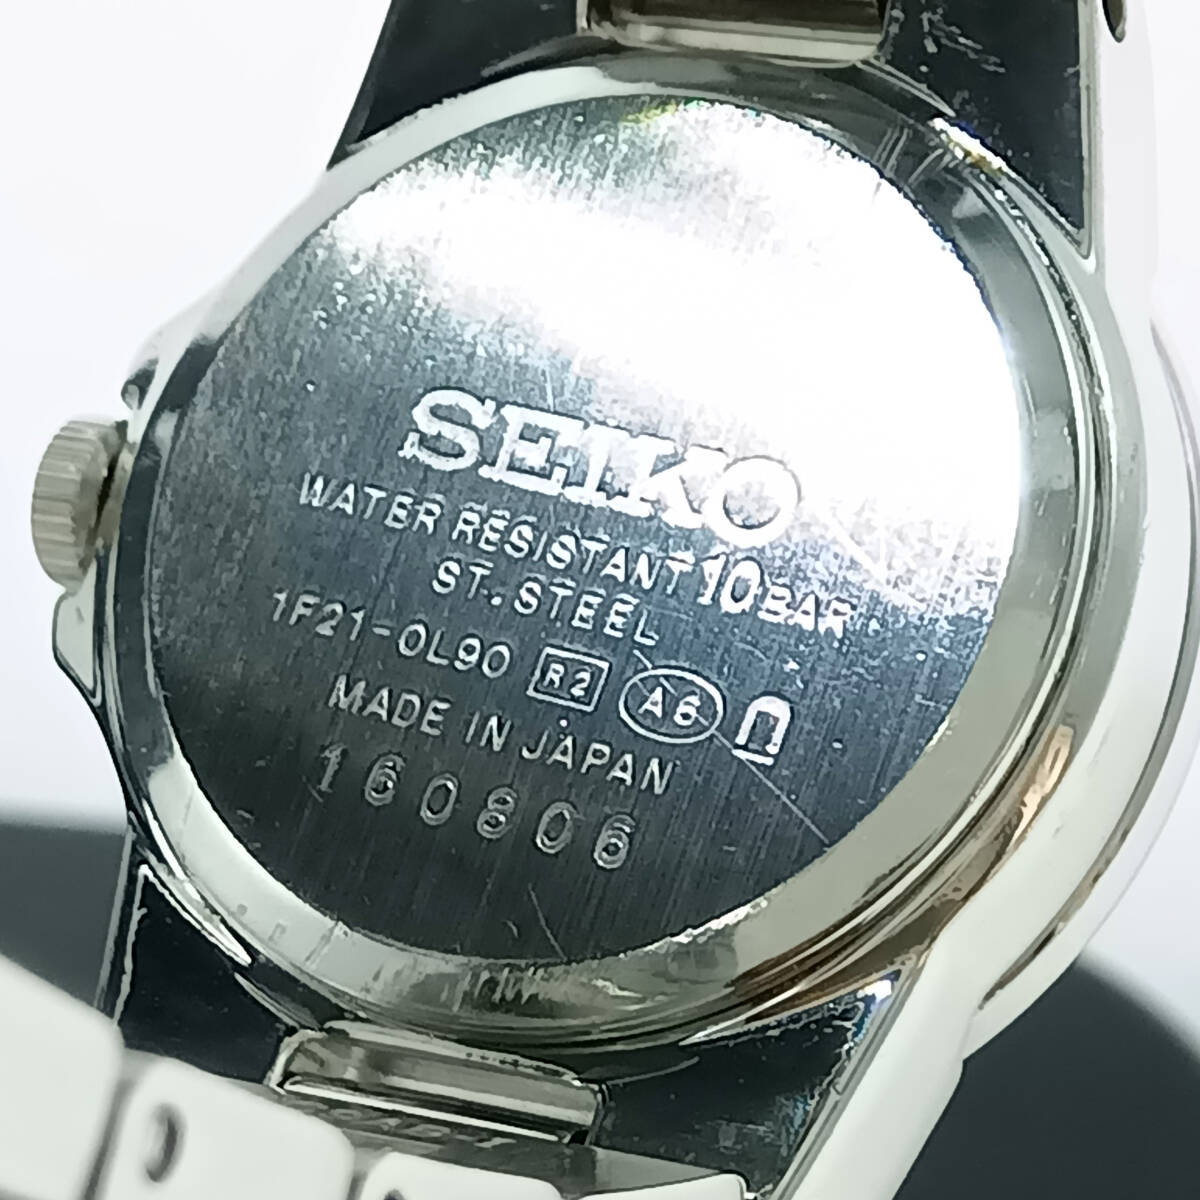 SEIKO
WATER RESISTANT 10BAR
ST.STEEL
1F21-0L90 R2 A6 n
MADE IN JAPAN
160806